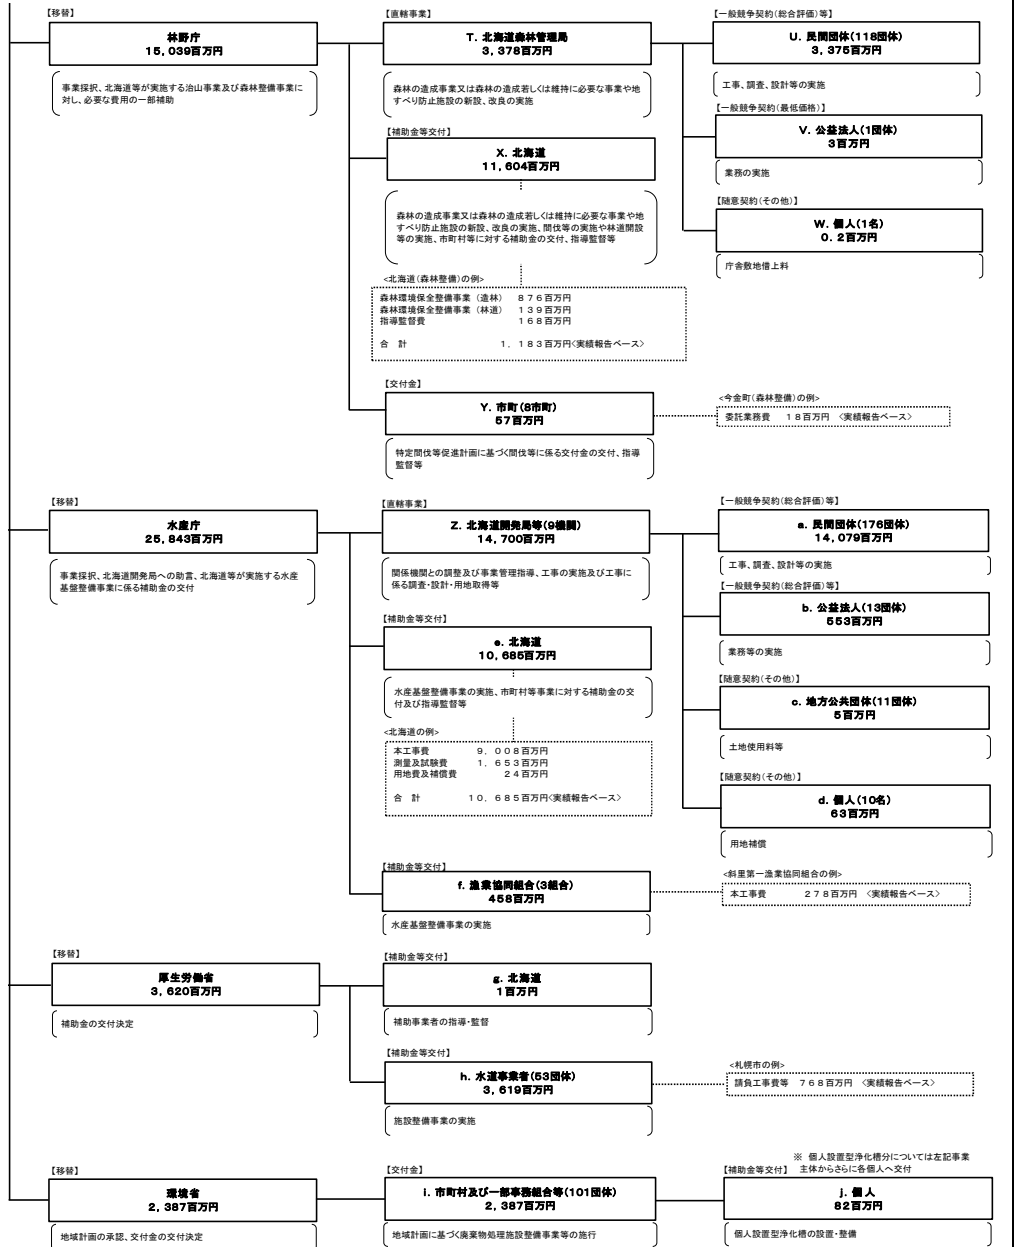 【移替】
林野庁
15,039百万円
事業採択、北海道等が実施する治山事業及び森林整備事業に
対し、必要な費用の一部補助
【直轄事業】
T. 北海道森林管理局
3,378百万円
森林の造成事業又は森林の造成若しくは維持に必要な事業や地
すべり防止施設の新設、改良の実施
【一般競争契約(総合評価)等】
U. 民間団体(118団体)
3,375百万円
工事、調査、設計等の実施
【一般競争契約(最低価格)】
V. 公益法人(1団体)
3百万円
業務の実施
【随意契約(その他)】
W. 個人(1名)
0.2百万円
庁舎敷地借上料
【補助金等交付】
X. 北海道
11,604百万円
森林の造成事業又は森林の造成若しくは維持に必要な事業や地
すべり防止施設の新設、改良の実施、間伐等の実施や林道開設
等の実施、市町村等に対する補助金の交付、指導監督等
<北海道(森林整備)の例>
森林環境保全整備事業(造林) 876百万円
森林環境保全整備事業(林道) 139百万円
指導監督費 168百万円
合 計 1,183百万円<実績報告ベース>
【交付金】
Y. 市町(8市町)
57百万円
特定間伐等促進計画に基づく間伐等に係る交付金の交付、指導
監督等
<今金町(森林整備)の例>
委託業務費 18百万円 <実績報告ベース>
【移替】
水産庁
25,843百万円
事業採択、北海道開発局への助言、北海道等が実施する水産
基盤整備事業に係る補助金の交付
【直轄事業】
Z. 北海道開発局等(9機関)
14,700百万円
関係機関との調整及び事業管理指導、工事の実施及び工事に
係る調査・設計・用地取得等
【一般競争契約(総合評価)等】
a. 民間団体(176団体)
14,079百万円
工事、調査、設計等の実施
【一般競争契約(総合評価)等】
b. 公益法人(13団体)
553百万円
業務等の実施
【随意契約(その他)】
c. 地方公共団体(11団体)
5百万円
土地使用料等
【随意契約(その他)】
d. 個人(10名)
63百万円
用地補償
【補助金等交付】
e. 北海道
10,685百万円
水産基盤整備事業の実施、市町村等事業に対する補助金の交
付及び指導監督等
<北海道の例>
本工事費 9,008百万円
測量及試験費 1,653百万円
用地費及補償費 24百万円
合 計 10,685百万円<実績報告ベース>
【補助金等交付】
f. 漁業協同組合(3組合)
458百万円
水産基盤整備事業の実施
<斜里第一漁業協同組合の例>
本工事費 278百万円 <実績報告ベース>
【移替】
厚生労働省
3,620百万円
補助金の交付決定
【補助金等交付】
g. 北海道
1百万円
補助事業者の指導・監督
【補助金等交付】
h. 水道事業者(53団体)
3,619百万円
施設整備事業の実施
<札幌市の例>
請負工事費等 768百万円 <実績報告ベース>
【移替】
環境省
2,387百万円
地域計画の承認、交付金の交付決定
【交付金】
i. 市町村及び一部事務組合等(101団体)
2,387百万円
地域計画に基づく廃棄物処理施設整備事業等の施行
※ 個人設置型浄化槽分については左記事業
主体からさらに各個人へ交付
【補助金等交付】
j. 個人
82百万円
個人設置型浄化槽の設置・整備